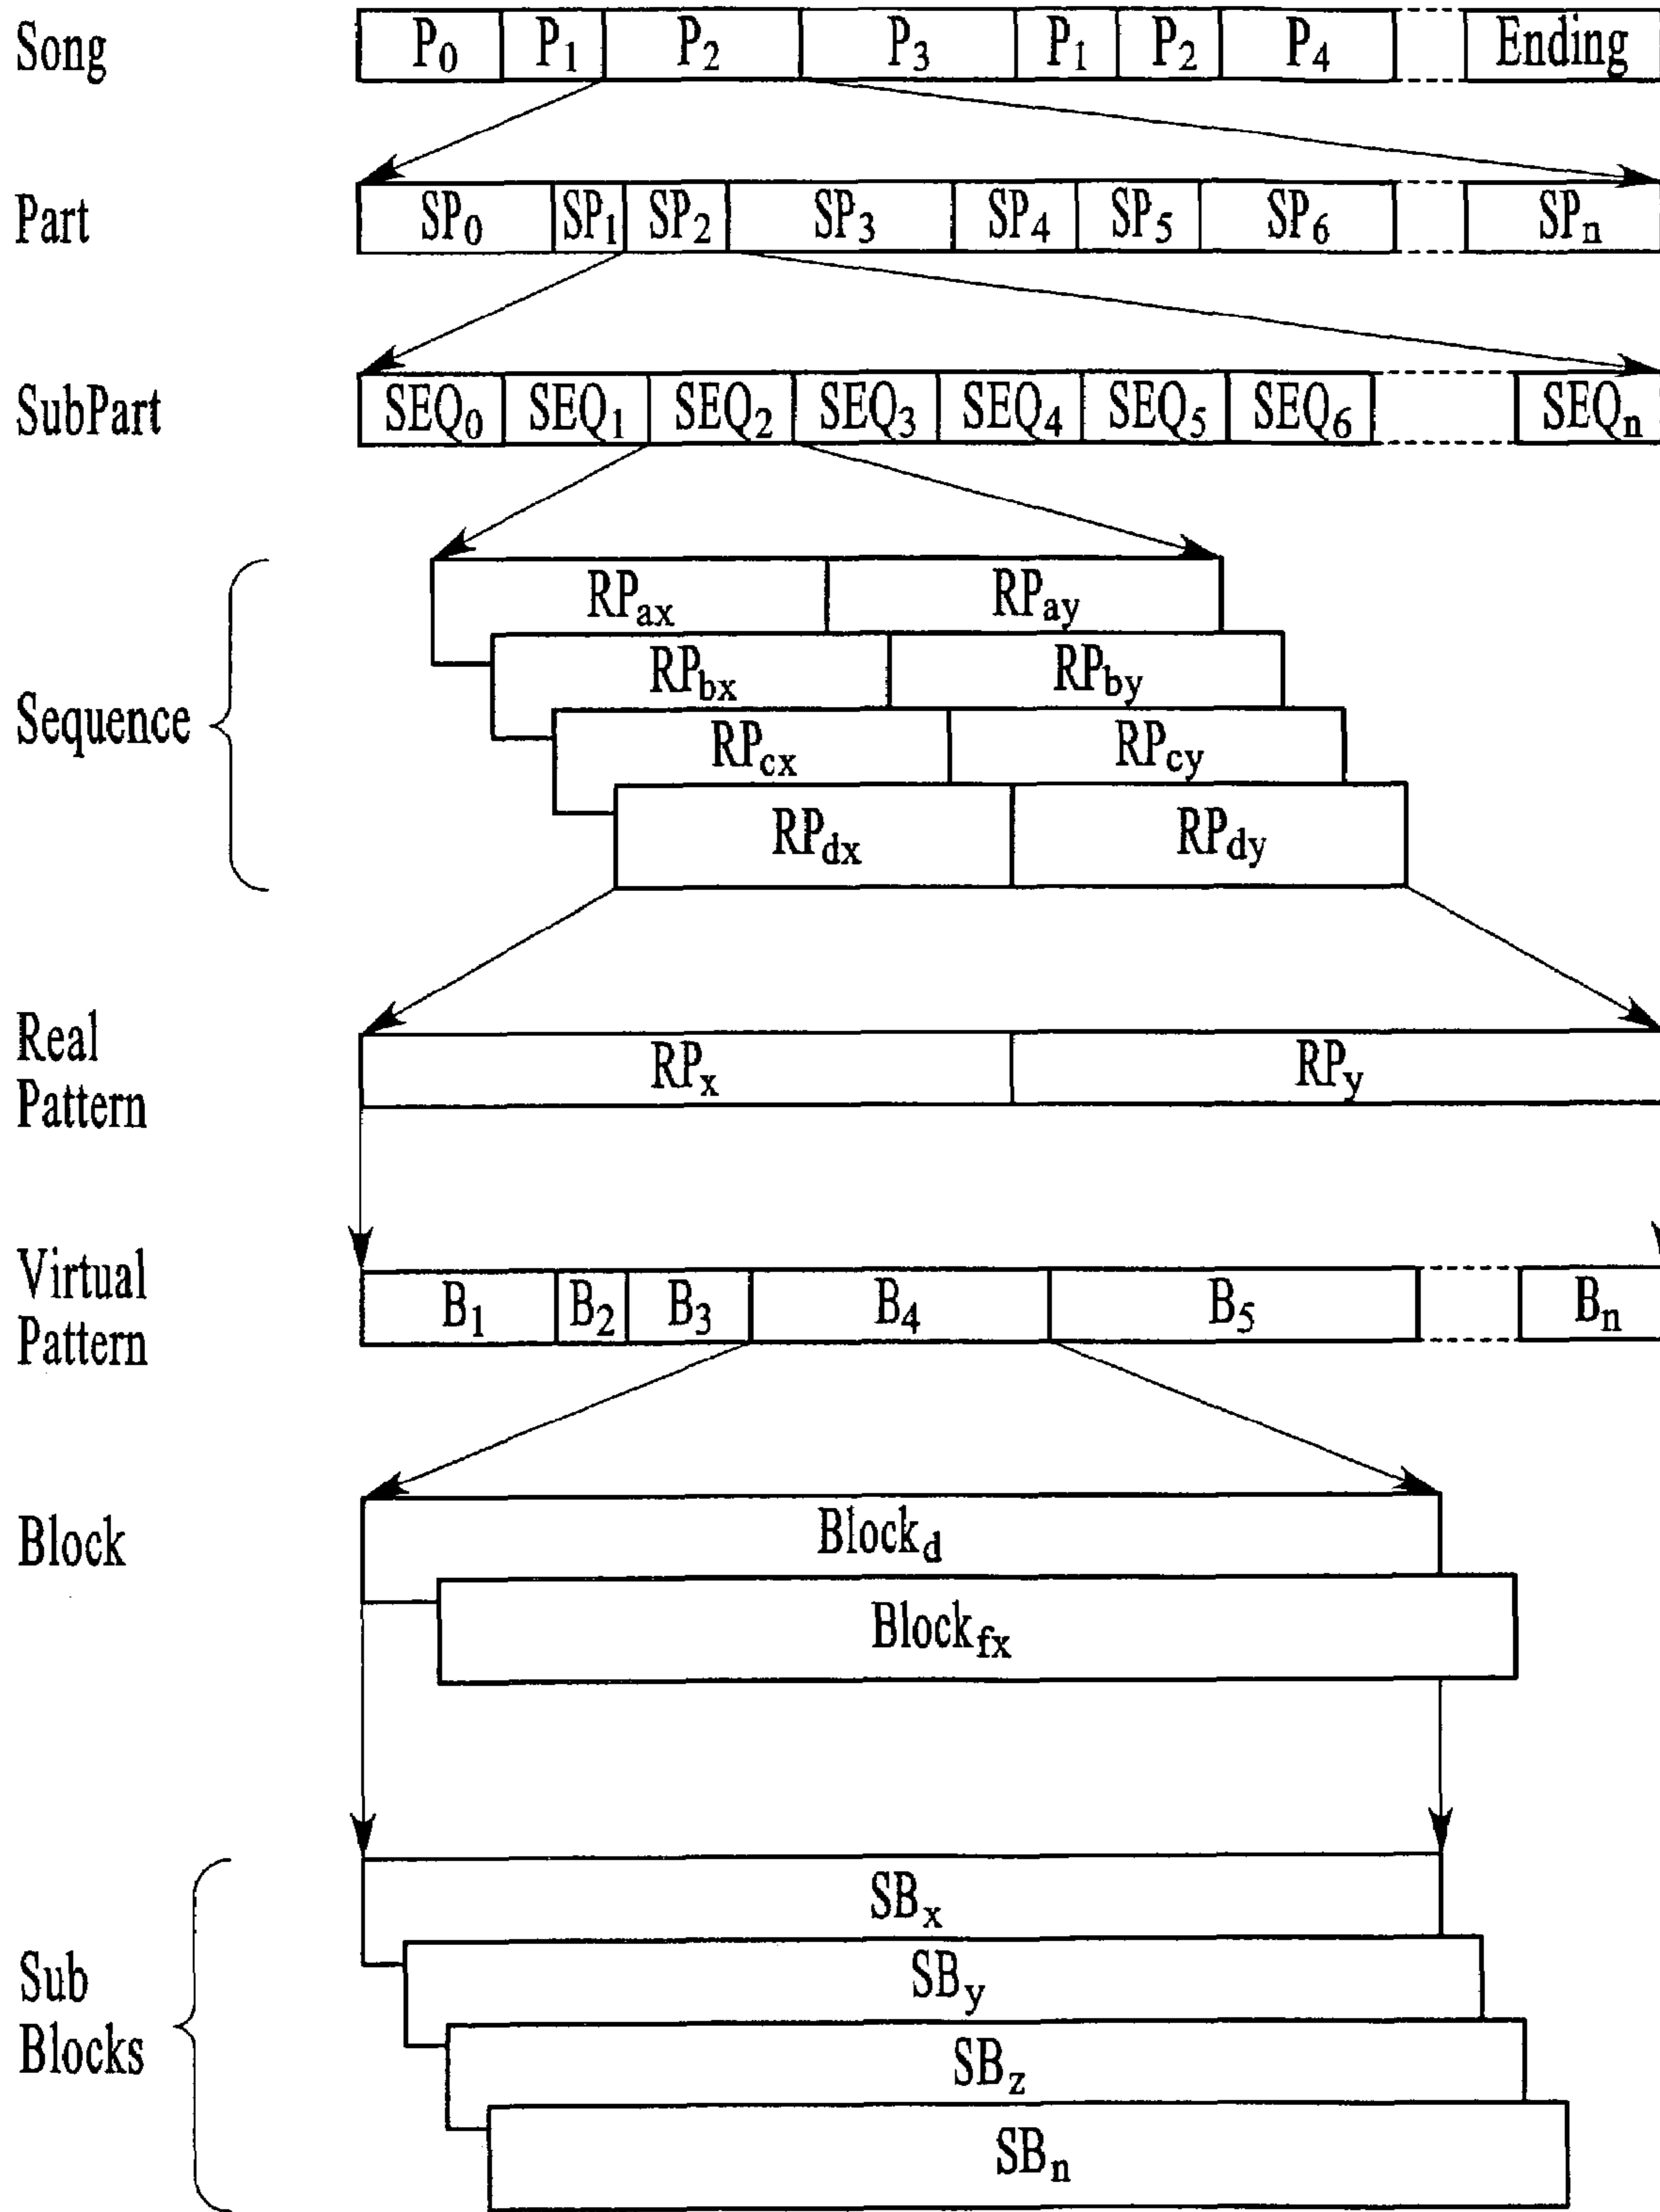 Song P₀ P₁ P₂ P₃ P₁ P₂ P₄ Ending
Part SP₀ SP₁ SP₂ SP₃ SP₄ SP₅ SP₆ SPₙ
SubPart SEQ₀ SEQ₁ SEQ₂ SEQ₃ SEQ₄ SEQ₅ SEQ₆ SEQₙ
RPax RPay
RPbx RPby
Sequence
RPcx RPcy
RPdx RPdy
Real
Pattern
RPx RPy
Virtual
Pattern
B₁ B₂ B₃ B₄ B₅ Bₙ
Block
Blockd
Blockfx
SBx
Sub
Blocks
SBy
SBz
SBn